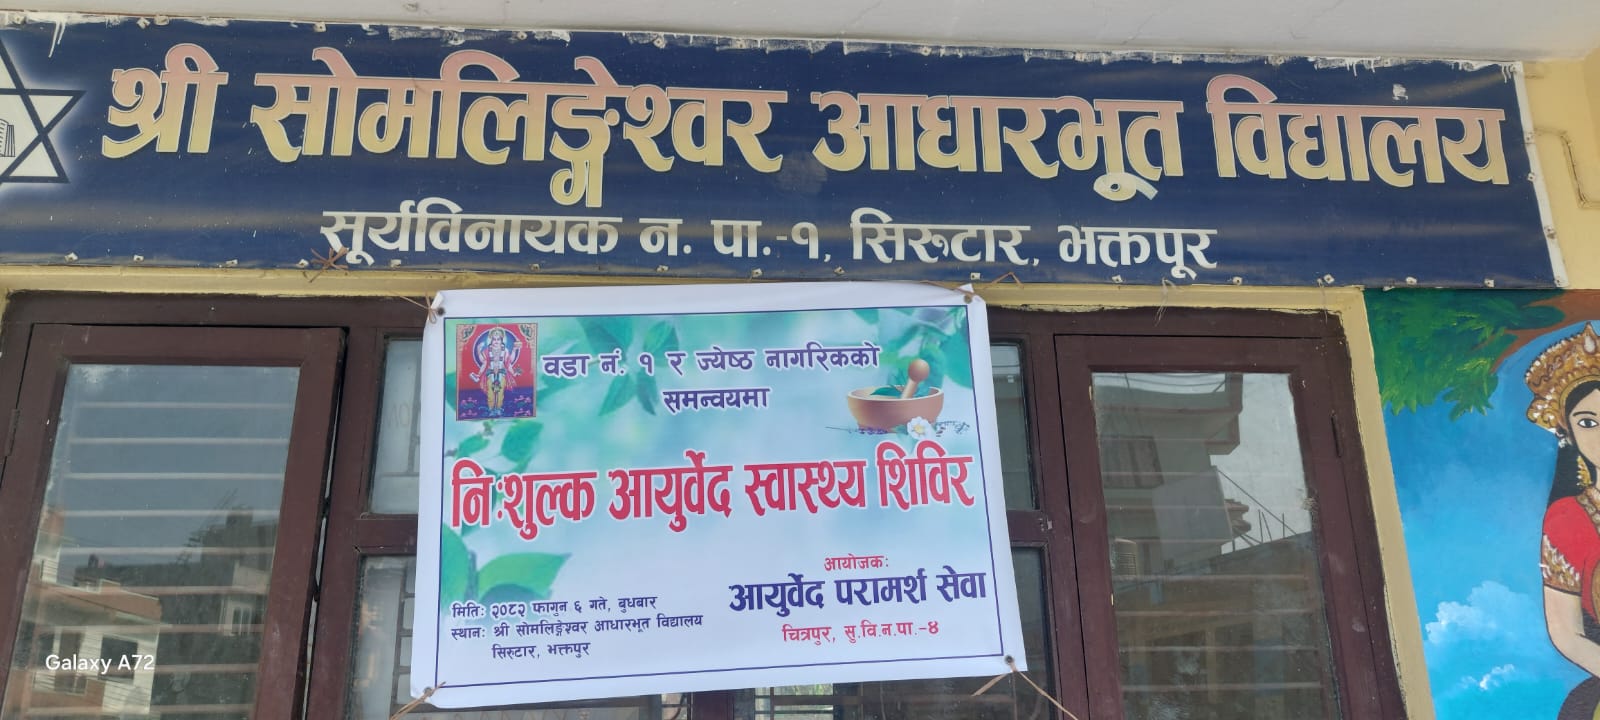 श्री सोमलिङ्गेश्वर आधारभूत विद्यालय
सूर्यविनायक न. पा.-१, सिरुटार, भक्तपूर
वडा नं. १ र ज्येष्ठ नागरिकको
समन्वयमा
निःशुल्क आयुर्वेद स्वास्थ्य शिविर
आयोजकः
आयुर्वेद परामर्श सेवा
चित्रपुर, सु.वि.न.पा.-४
मितिः २०८२ फागुन ६ गते, बुधबार
स्थानः श्री सोमलिङ्गेश्वर आधारभूत विद्यालय
सिरुटार, भक्तपुर
Galaxy A72